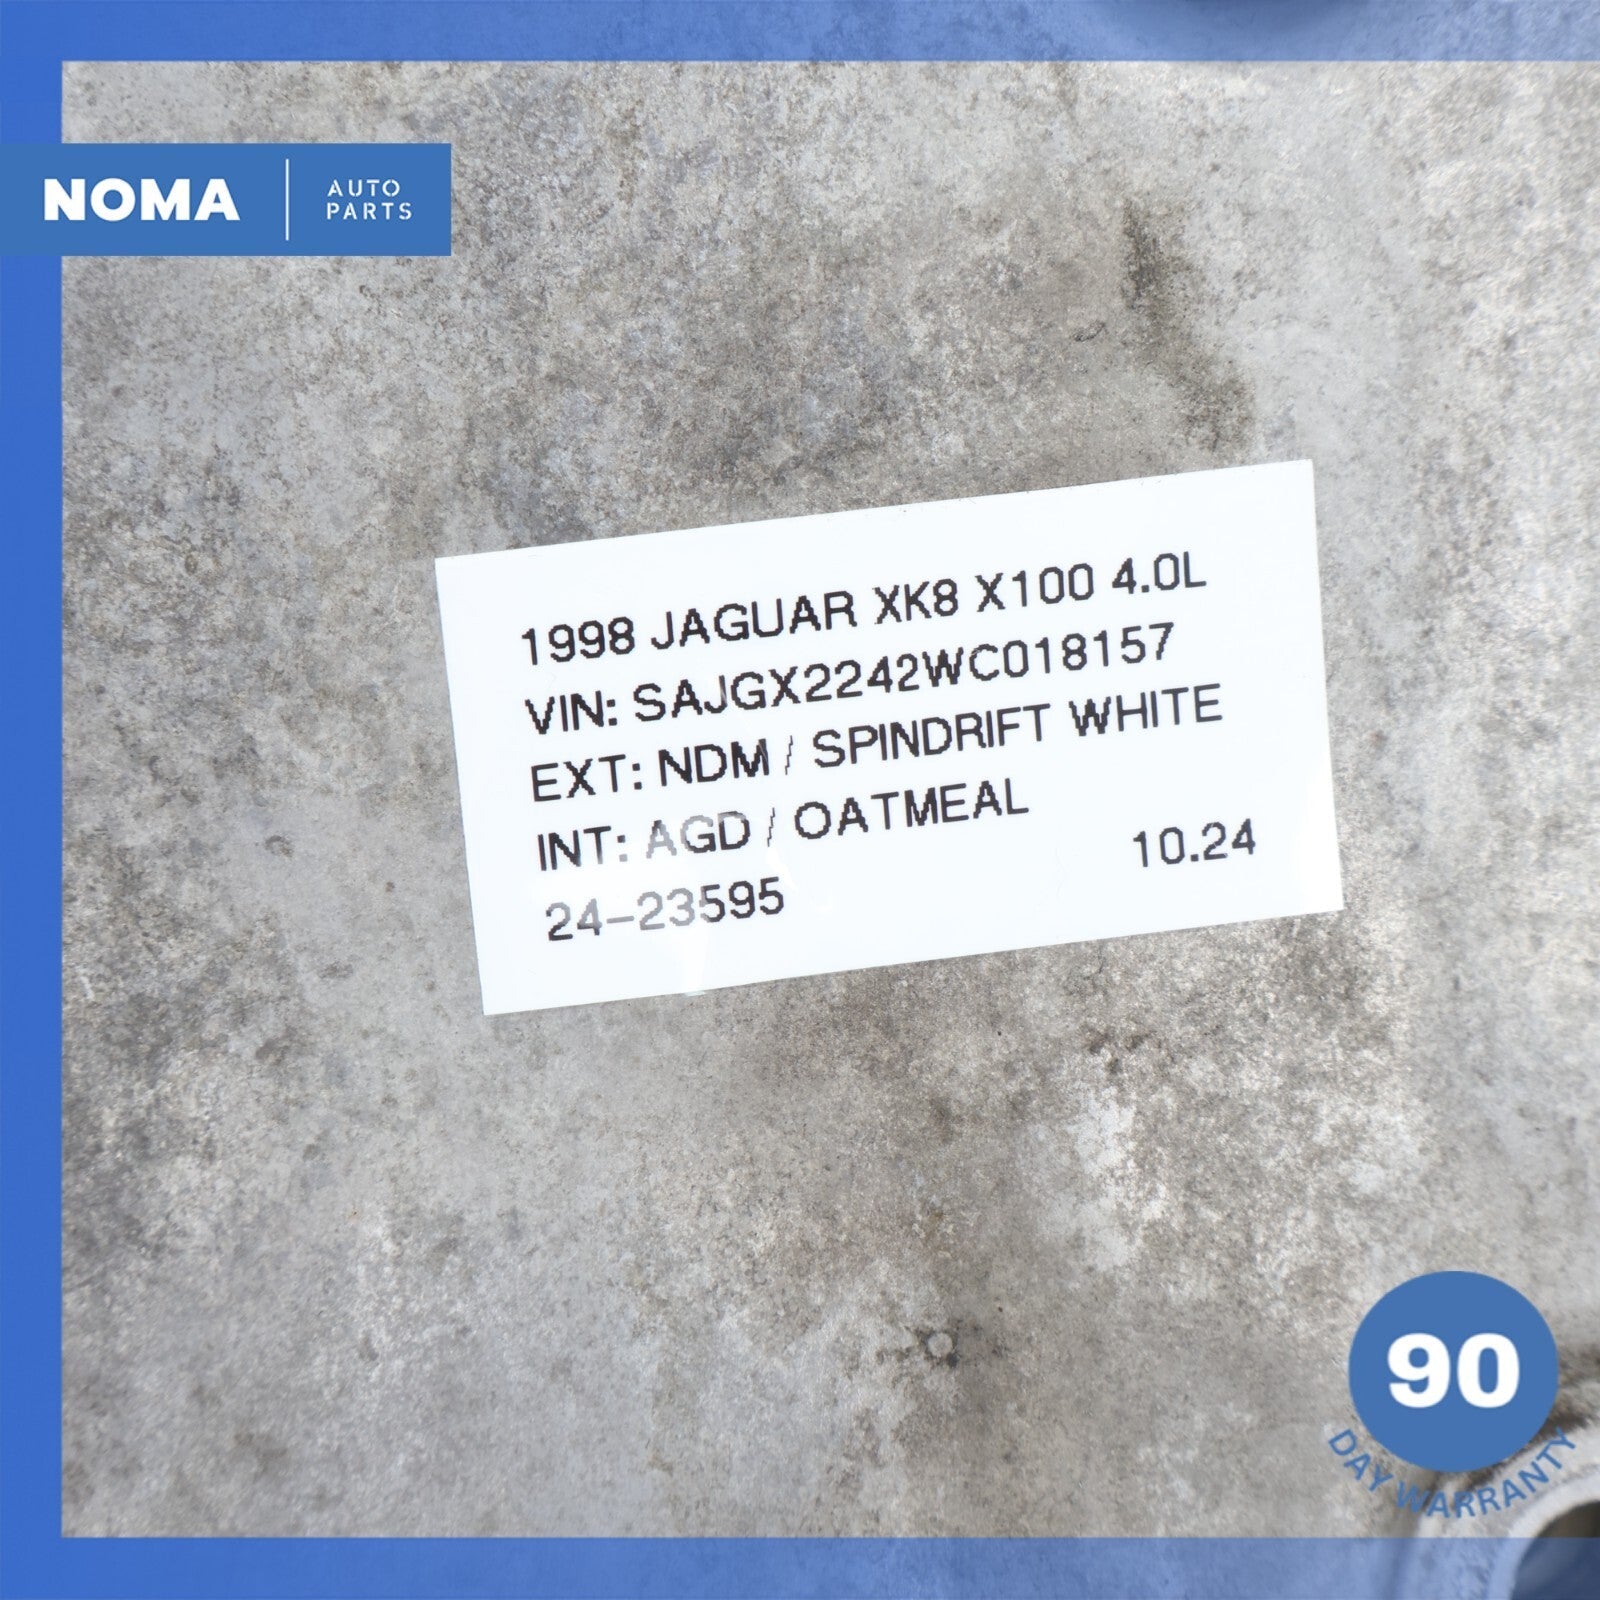 NOMA
AUTO
PARTS
1998 JAGUAR XK8 X100 4.0L
VIN: SAJGX2242WC018157
EXT: NDM / SPINDRIFT WHITE
INT: AGD / OATMEAL
24-23595 10.24
90
DAY WARRANTY